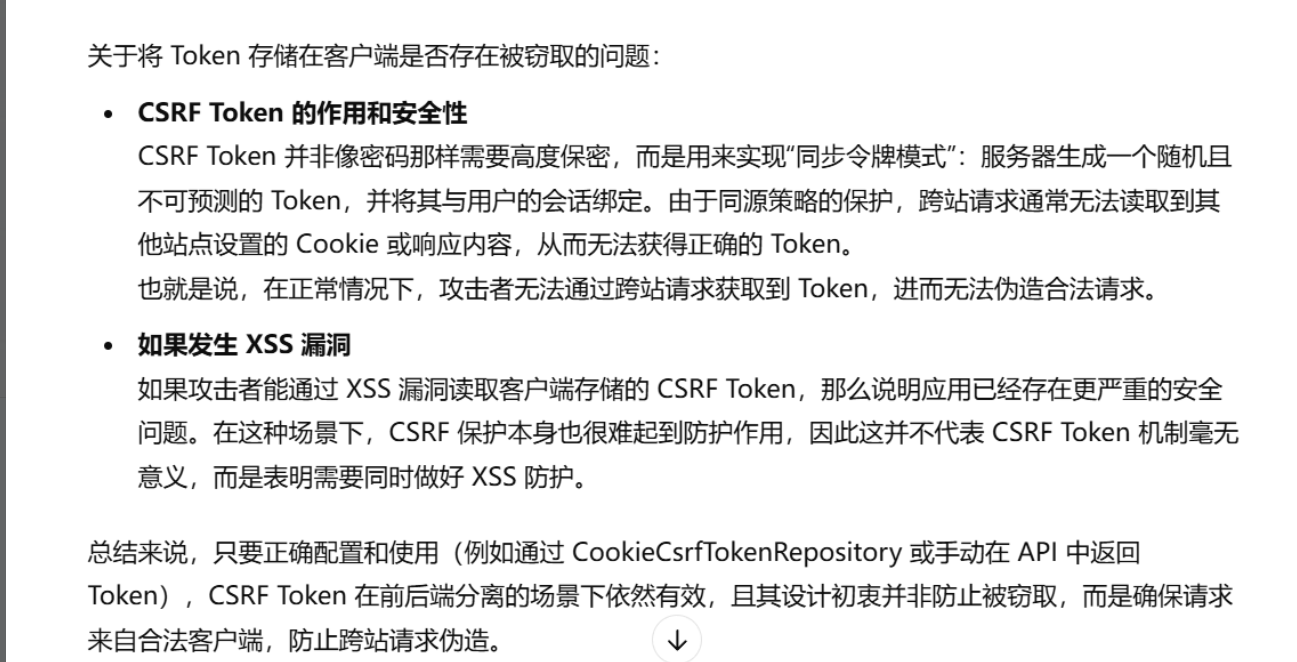 关于将 Token 存储在客户端是否存在被窃取的问题：
• CSRF Token 的作用和安全性
CSRF Token 并非像密码那样需要高度保密，而是用来实现“同步令牌模式”：服务器生成一个随机且
不可预测的 Token，并将其与用户的会话绑定。由于同源策略的保护，跨站请求通常无法读取到其
他站点设置的 Cookie 或响应内容，从而无法获得正确的 Token。
也就是说，在正常情况下，攻击者无法通过跨站请求获取到 Token，进而无法伪造合法请求。
• 如果发生 XSS 漏洞
如果攻击者能通过 XSS 漏洞读取客户端存储的 CSRF Token，那么说明应用已经存在更严重的安全
问题。在这种场景下，CSRF 保护本身也很难起到防护作用，因此这并不代表 CSRF Token 机制毫无
意义，而是表明需要同时做好 XSS 防护。
总结来说，只要正确配置和使用（例如通过 CookieCsrfTokenRepository 或手动在 API 中返回
Token），CSRF Token 在前后端分离的场景下依然有效，且其设计初衷并非防止被窃取，而是确保请求
来自合法客户端，防止跨站请求伪造。